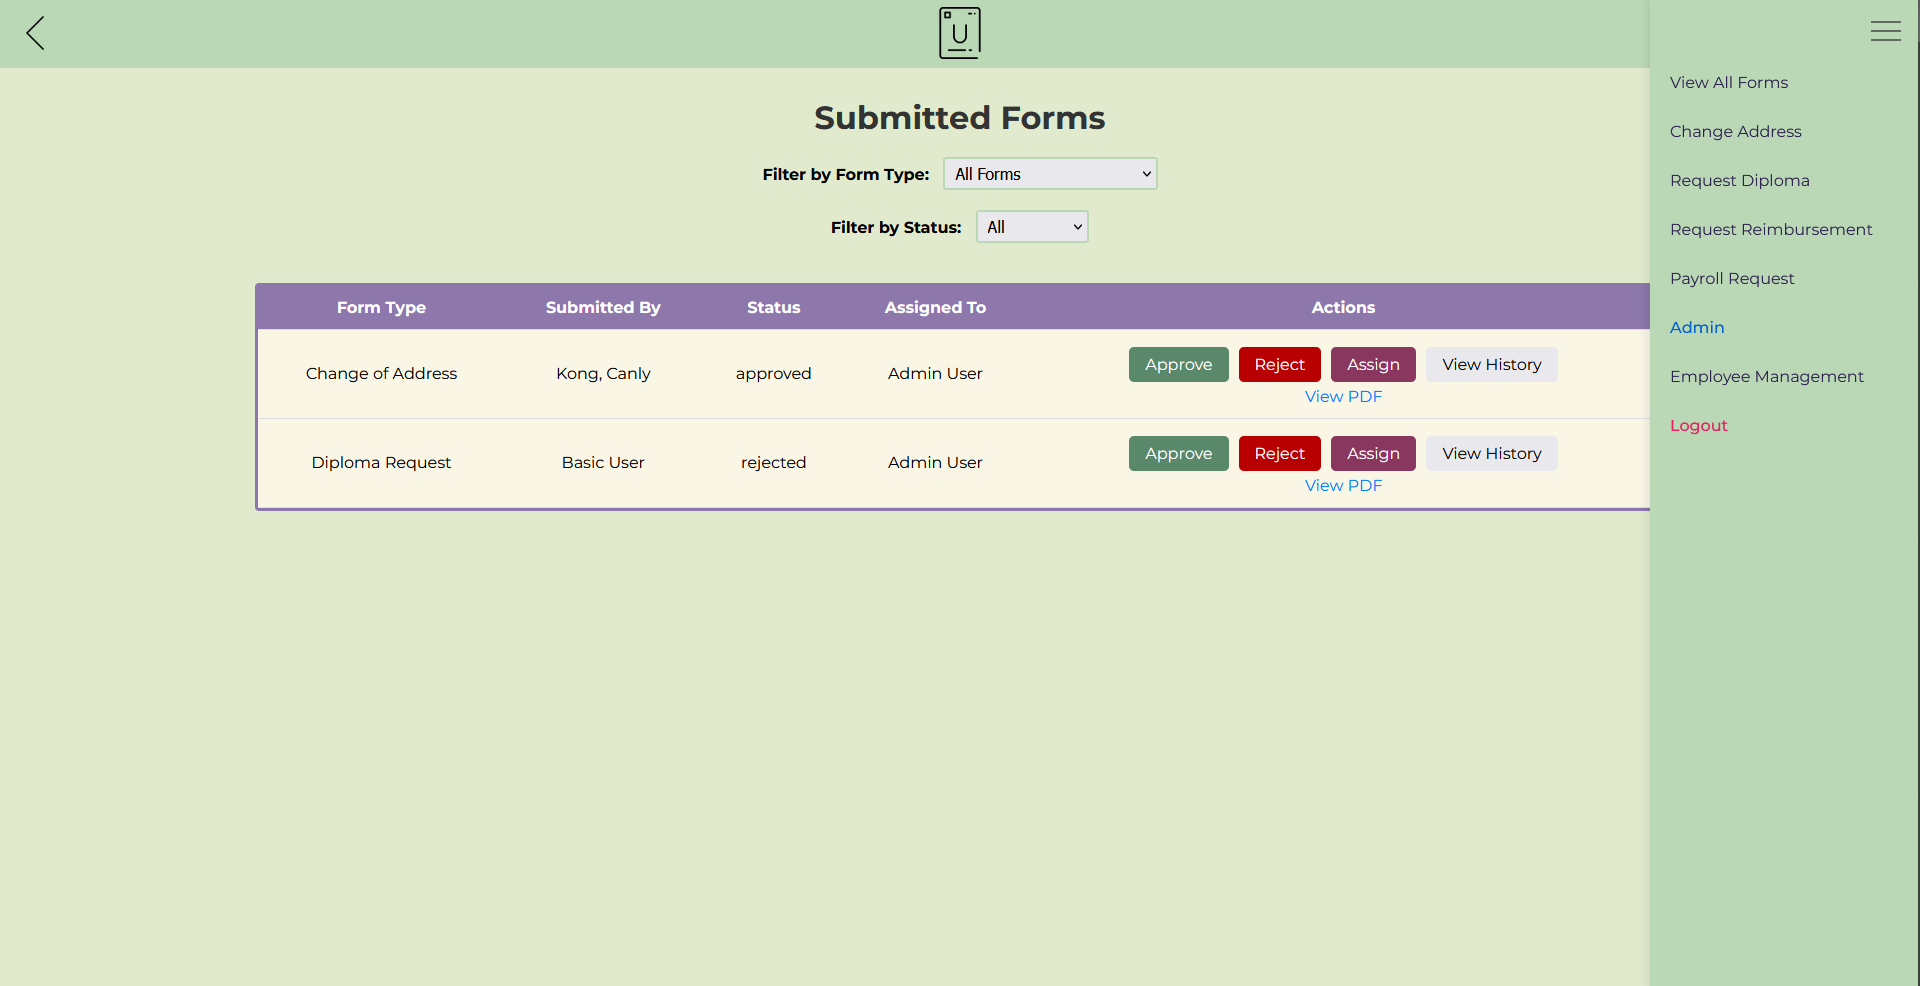 U
Submitted Forms
Filter by Form Type: All Forms
Filter by Status: All
Form Type Submitted By Status Assigned To Actions
Change of Address Kong, Canly approved Admin User Approve Reject Assign View History
View PDF
Diploma Request Basic User rejected Admin User Approve Reject Assign View History
View PDF
View All Forms
Change Address
Request Diploma
Request Reimbursement
Payroll Request
Admin
Employee Management
Logout